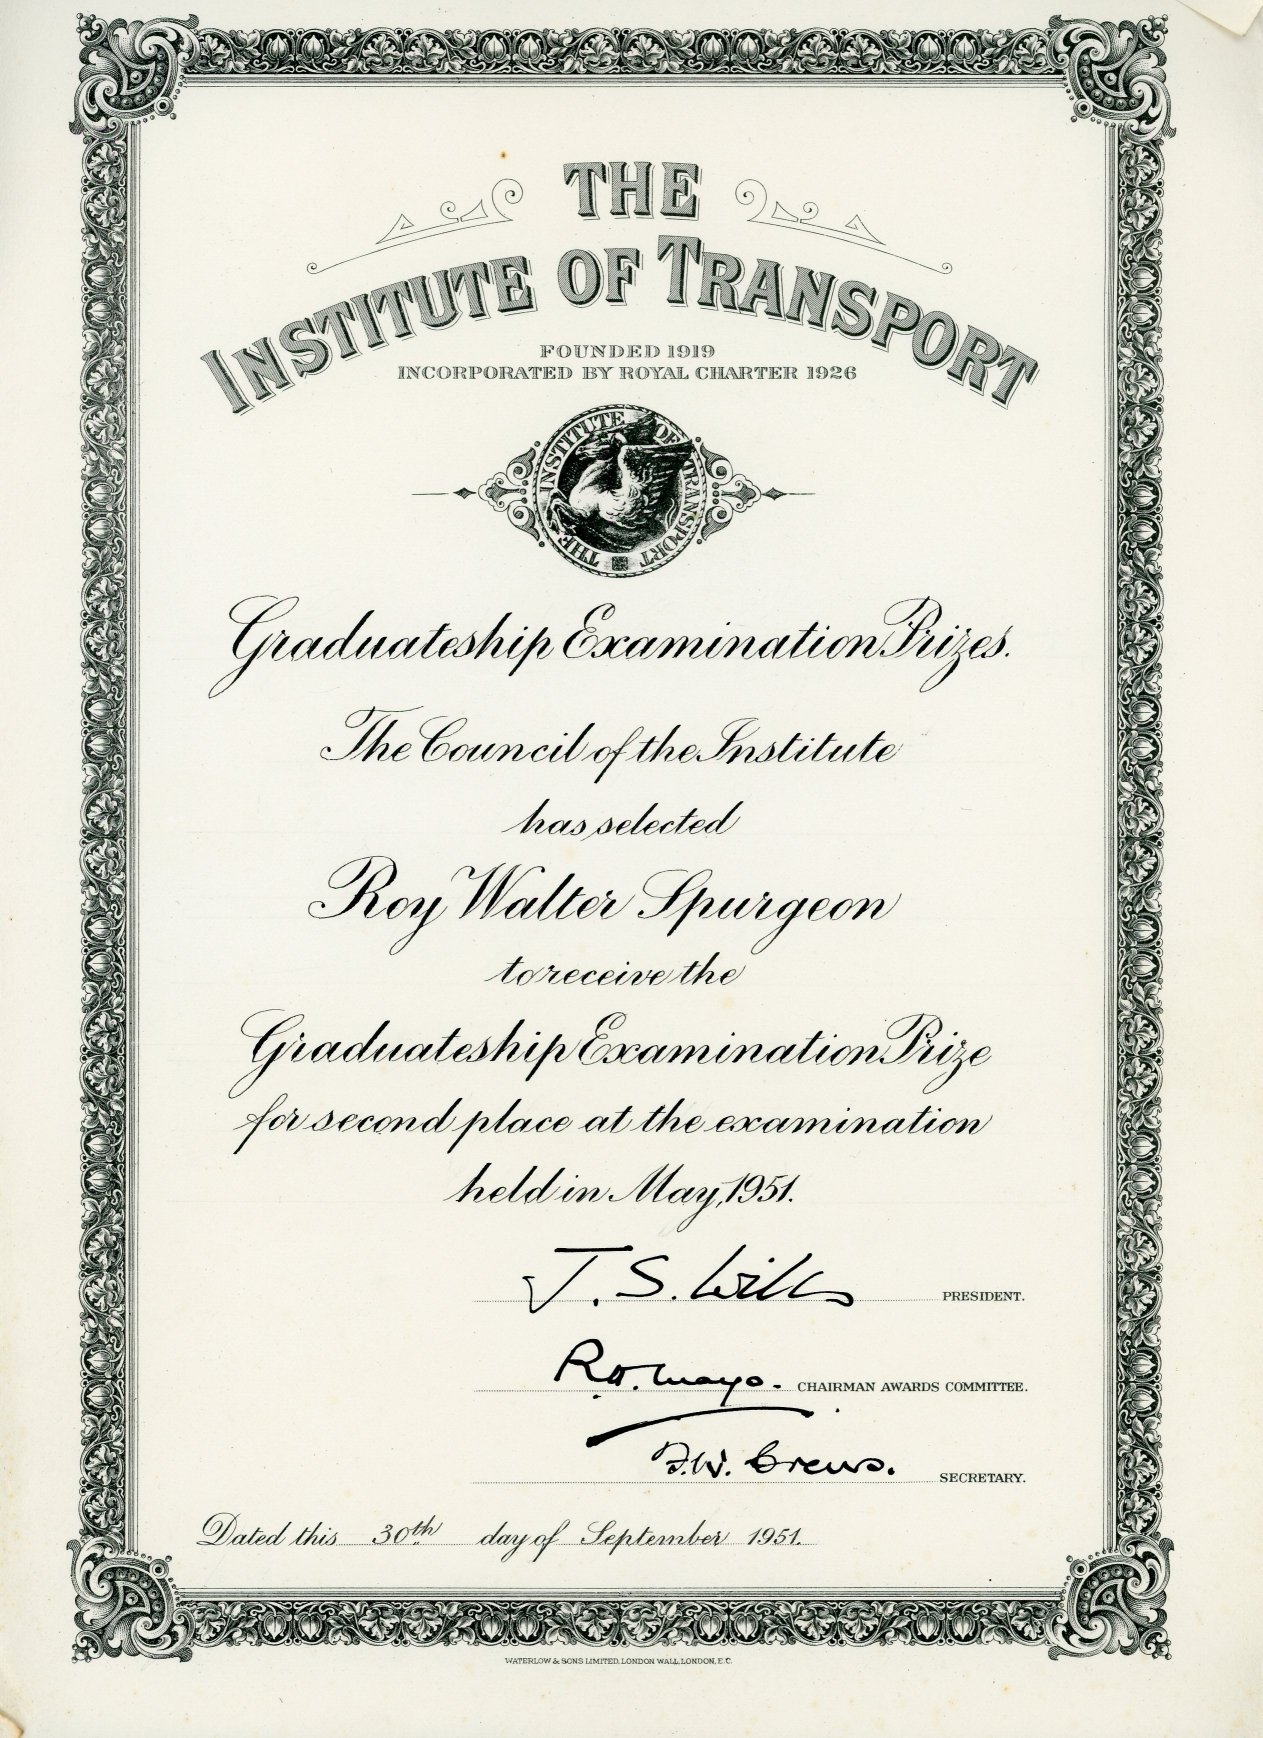 THE
INSTITUTE OF TRANSPORT
FOUNDED 1919
INCORPORATED BY ROYAL CHARTER 1926
THE INSTITUTE OF TRANSPORT
Graduateship Examination Prizes.
The Council of the Institute
has selected
Roy Walter Spurgeon
to receive the
Graduateship Examination Prize
for second place at the examination
held in May, 1951.
J. S. Wills PRESIDENT.
R.H. Mayo. CHAIRMAN AWARDS COMMITTEE.
F.W. Crews. SECRETARY.
Dated this 30th day of September 1951.
WATERLOW & SONS LIMITED, LONDON WALL, LONDON, E.C.